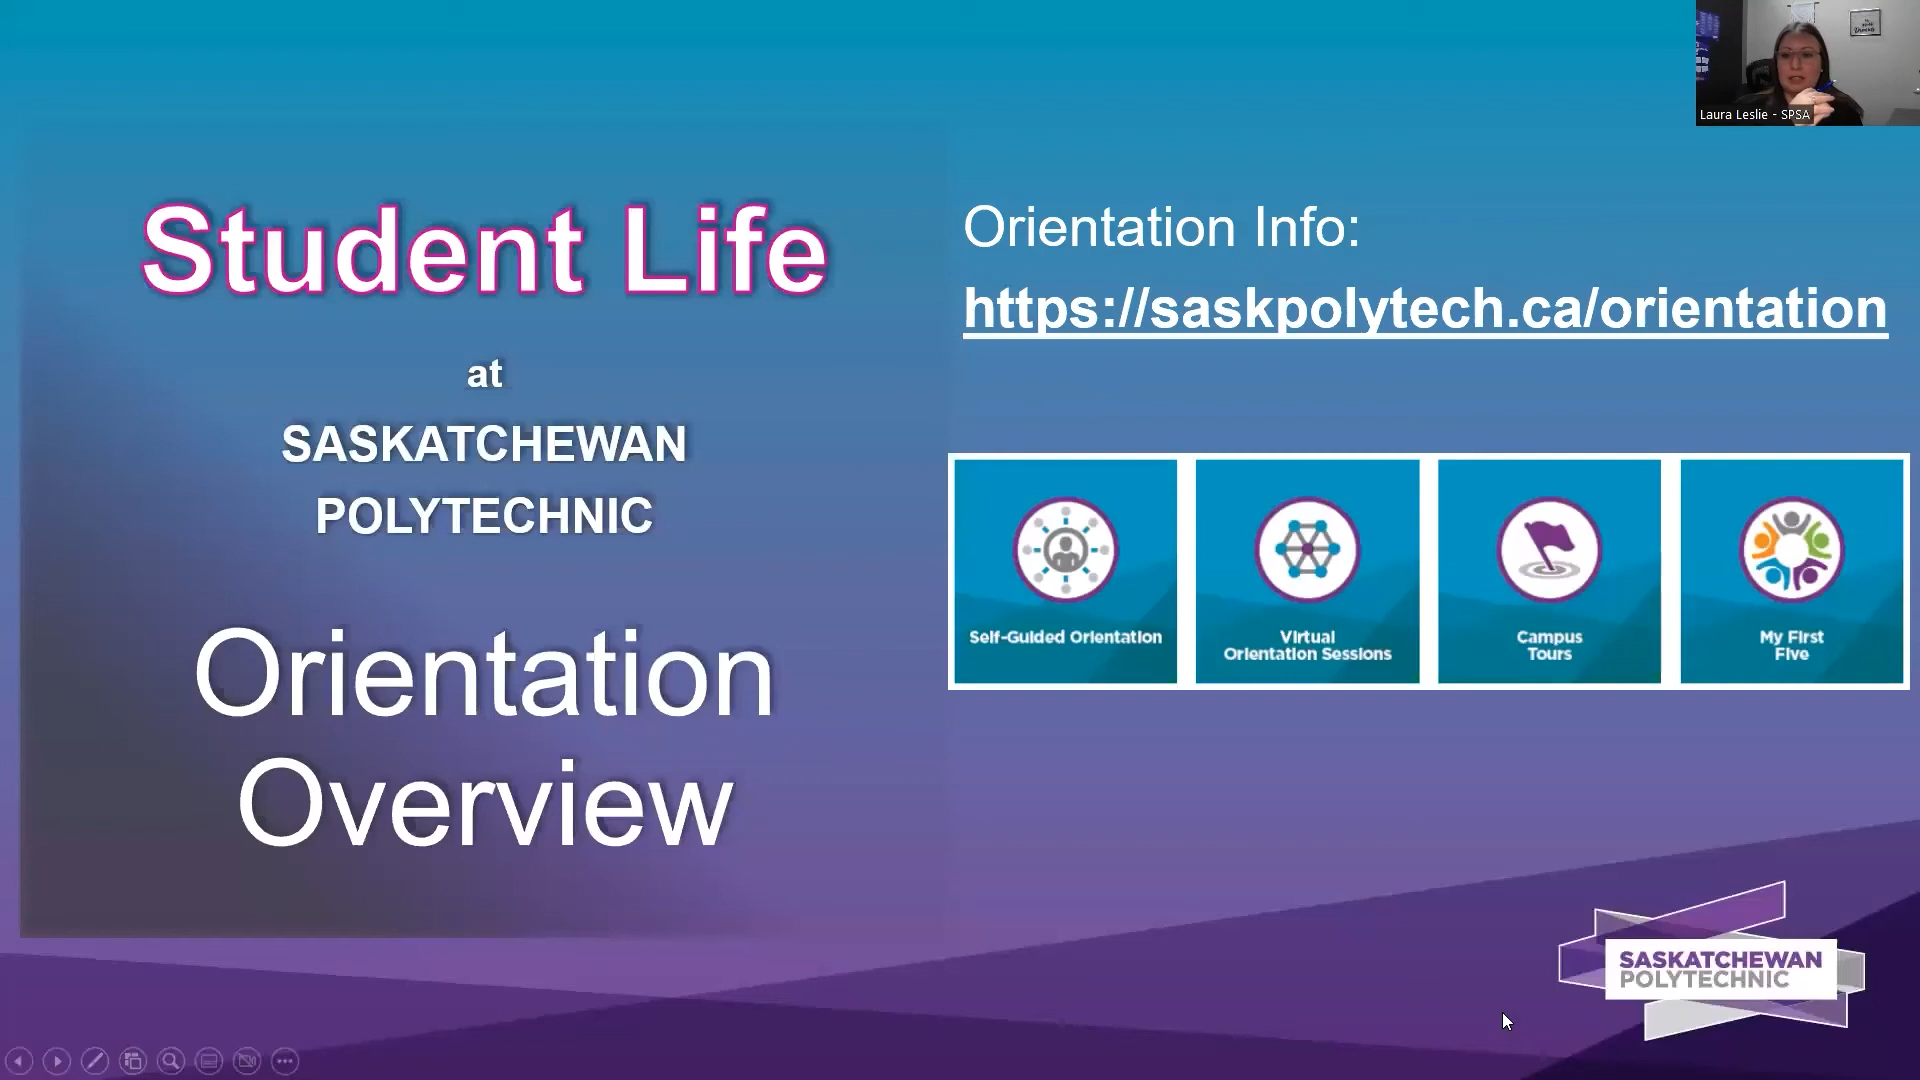 Student Life
at
SASKATCHEWAN
POLYTECHNIC
Orientation
Overview
Orientation Info:
https://saskpolytech.ca/orientation
Self-Guided Orientation
Virtual
Orientation Sessions
Campus
Tours
My First
Five
Laura Leslie - SPSA
SASKATCHEWAN
POLYTECHNIC